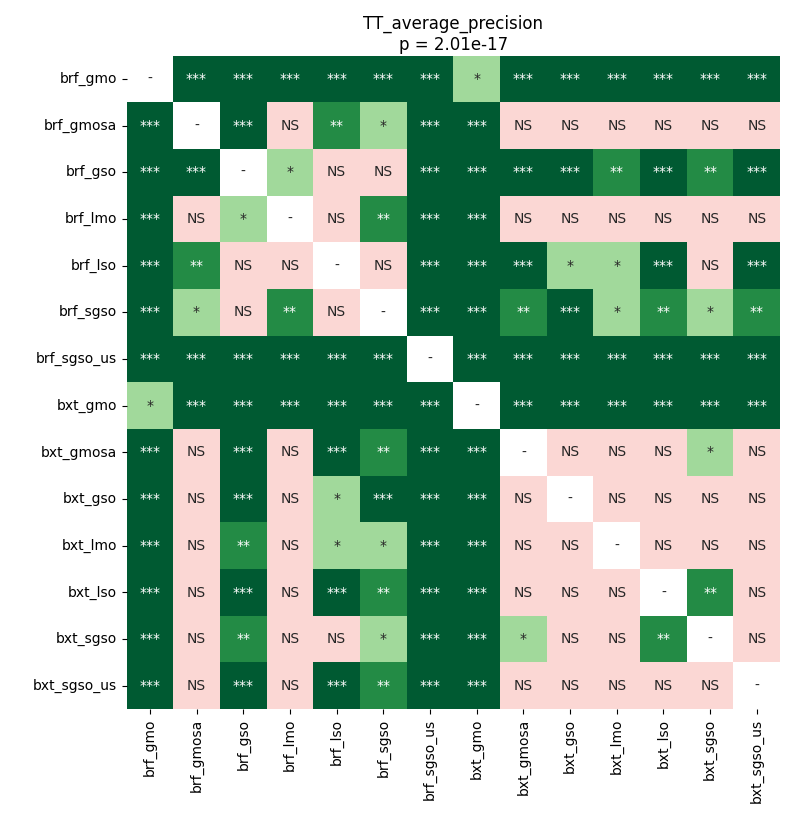 TT_average_precision
p = 2.01e-17
brf_gmo - *** *** *** *** *** *** * *** *** *** *** *** ***
brf_gmosa *** - *** NS ** * *** *** NS NS NS NS NS NS
brf_gso *** *** - * NS NS *** *** *** *** ** *** ** ***
brf_lmo *** NS * - NS ** *** *** NS NS NS NS NS NS
brf_lso *** ** NS NS - NS *** *** *** * * *** NS ***
brf_sgso *** * NS ** NS - *** *** ** *** * ** * **
brf_sgso_us *** *** *** *** *** *** - *** *** *** *** *** *** ***
bxt_gmo * *** *** *** *** *** *** - *** *** *** *** *** ***
bxt_gmosa *** NS *** NS *** ** *** *** - NS NS NS * NS
bxt_gso *** NS *** NS * *** *** *** NS - NS NS NS NS
bxt_lmo *** NS ** NS * * *** *** NS NS - NS NS NS
bxt_lso *** NS *** NS *** ** *** *** NS NS NS - ** NS
bxt_sgso *** NS ** NS NS * *** *** * NS NS ** - NS
bxt_sgso_us *** NS *** NS *** ** *** *** NS NS NS NS NS -
brf_gmo
brf_gmosa
brf_gso
brf_lmo
brf_lso
brf_sgso
brf_sgso_us
bxt_gmo
bxt_gmosa
bxt_gso
bxt_lmo
bxt_lso
bxt_sgso
bxt_sgso_us